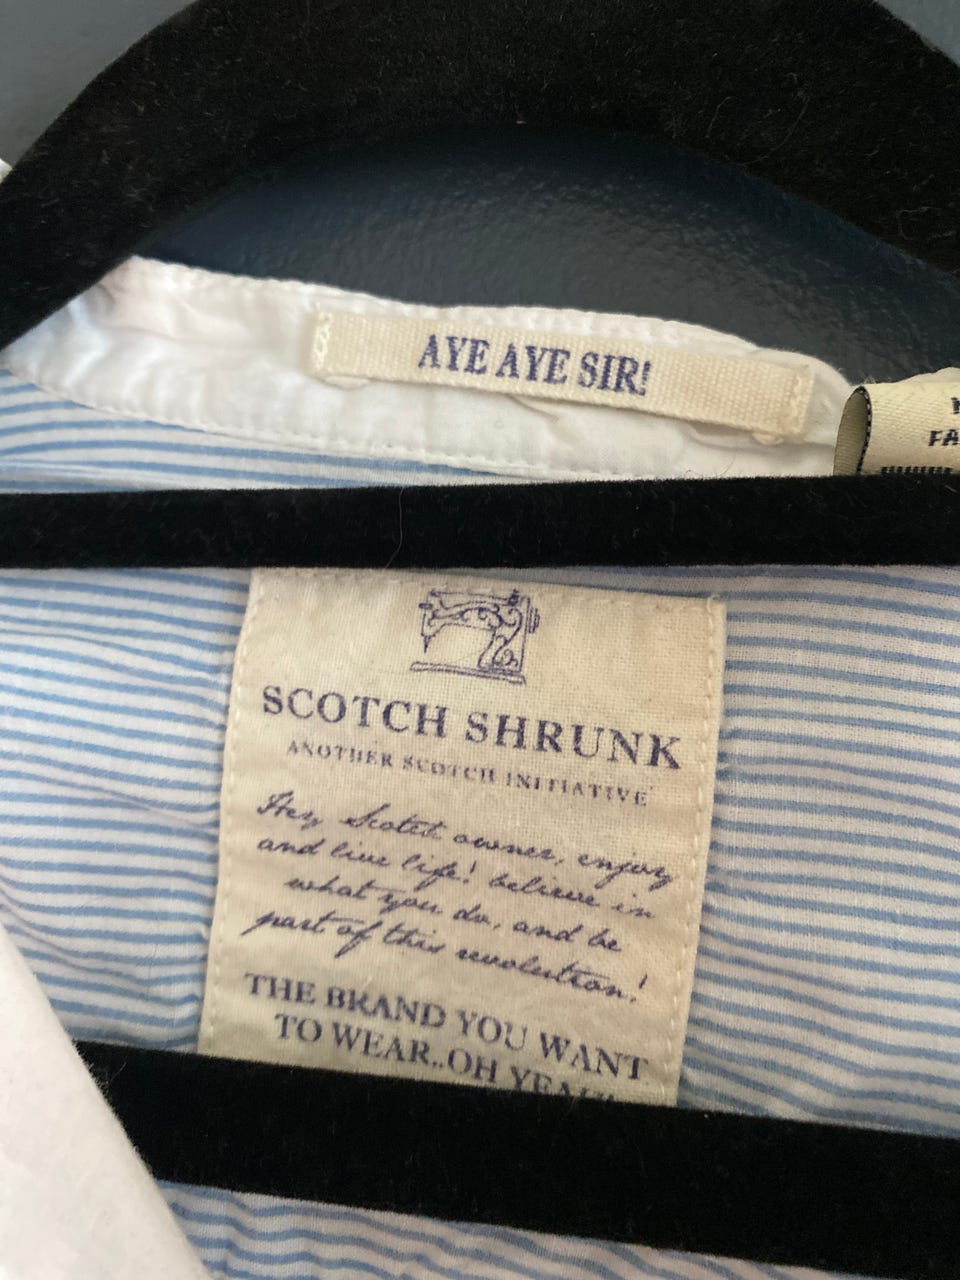 AYE AYE SIR!
FA
SCOTCH SHRUNK
ANOTHER SCOTCH INITIATIVE
Hey Scotch owner, enjoy
and live life! believe in
what you do, and be
part of this revolution!
THE BRAND YOU WANT
TO WEAR..OH YEAH!